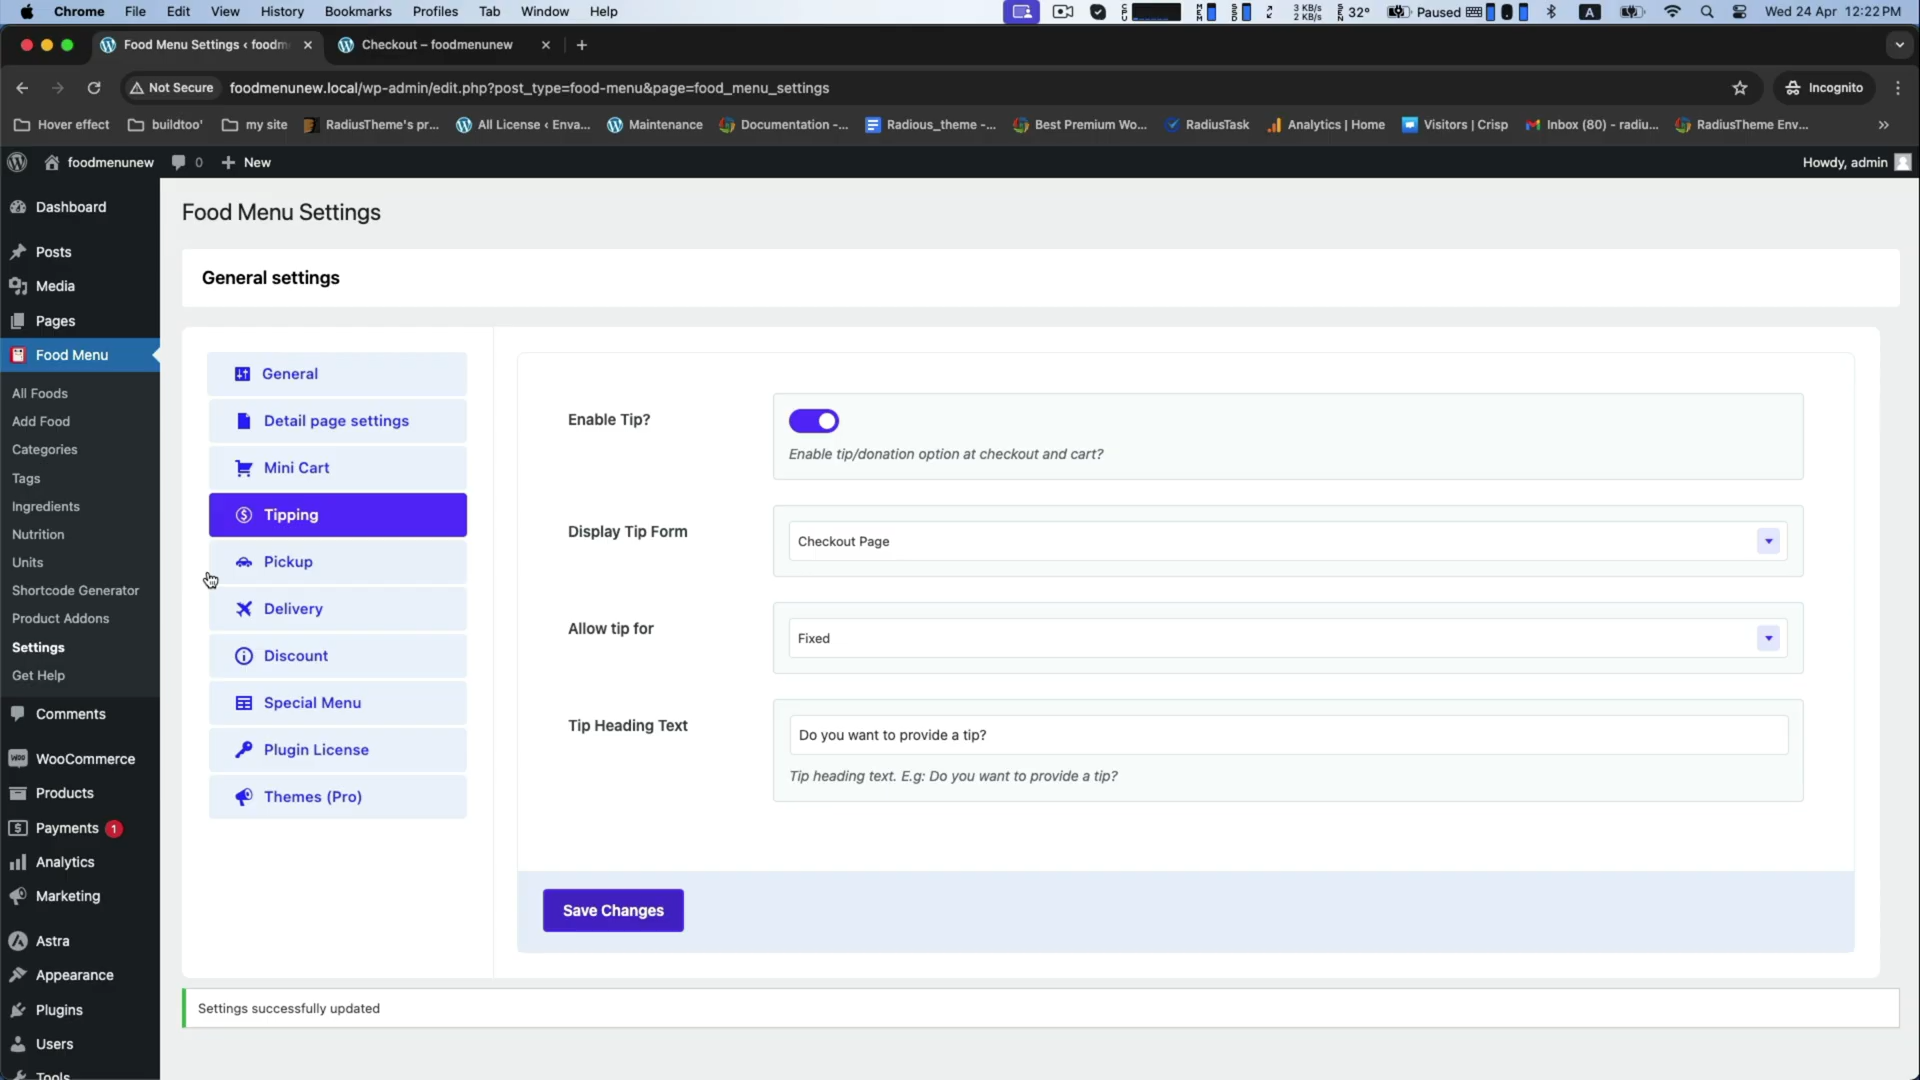 Chrome File Edit View History Bookmarks Profiles Tab Window Help
3 KB/s
2 KB/s
32° Paused A Wed 24 Apr 12:22 PM
Food Menu Settings ‹ foodm
Checkout – foodmenunew
Not Secure foodmenunew.local/wp-admin/edit.php?post_type=food-menu&page=food_menu_settings Incognito
Hover effect buildtoo' my site RadiusTheme's pr... All License ‹ Enva... Maintenance Documentation -... Radious_theme -... Best Premium Wo... RadiusTask Analytics | Home Visitors | Crisp Inbox (80) - radiu... RadiusTheme Env... »
foodmenunew 0 + New Howdy, admin
Dashboard
Posts
Media
Pages
Food Menu
All Foods
Add Food
Categories
Tags
Ingredients
Nutrition
Units
Shortcode Generator
Product Addons
Settings
Get Help
Comments
WooCommerce
Products
Payments 1
Analytics
Marketing
Astra
Appearance
Plugins
Users
Tools
Food Menu Settings
General settings
General
Detail page settings
Mini Cart
Tipping
Pickup
Delivery
Discount
Special Menu
Plugin License
Themes (Pro)
Enable Tip?
Enable tip/donation option at checkout and cart?
Display Tip Form
Checkout Page
Allow tip for
Fixed
Tip Heading Text
Do you want to provide a tip?
Tip heading text. E.g: Do you want to provide a tip?
Save Changes
Settings successfully updated